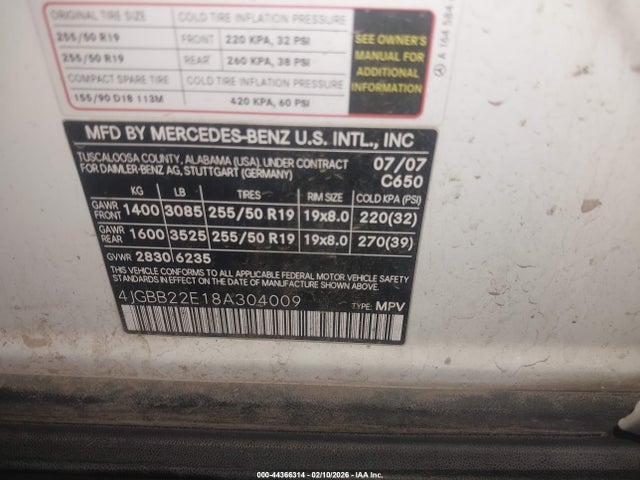 ORIGINAL TIRE SIZE COLD TIRE INFLATION PRESSURE
255/50 R19 FRONT 220 KPA, 32 PSI
255/50 R19 REAR 260 KPA, 38 PSI
COMPACT SPARE TIRE COLD TIRE INFLATION PRESSURE
155/90 D18 113M 420 KPA, 60 PSI
SEE OWNER'S
MANUAL FOR
ADDITIONAL
INFORMATION
A 164 584
MFD BY MERCEDES-BENZ U.S. INTL., INC
TUSCALOOSA COUNTY, ALABAMA (USA), UNDER CONTRACT 07/07
FOR DAIMLER-BENZ AG, STUTTGART (GERMANY) C650
KG LB TIRES RIM SIZE COLD KPA (PSI)
GAWR FRONT 1400 3085 255/50 R19 19x8.0 220(32)
GAWR REAR 1600 3525 255/50 R19 19x8.0 270(39)
GVWR 2830 6235
THIS VEHICLE CONFORMS TO ALL APPLICABLE FEDERAL MOTOR VEHICLE SAFETY
STANDARDS IN EFFECT ON THE DATE OF MANUFACTURE SHOWN ABOVE.
4JGBB22E18A304009 TYPE: MPV
000-44366314 - 02/10/2026 - IAA Inc.